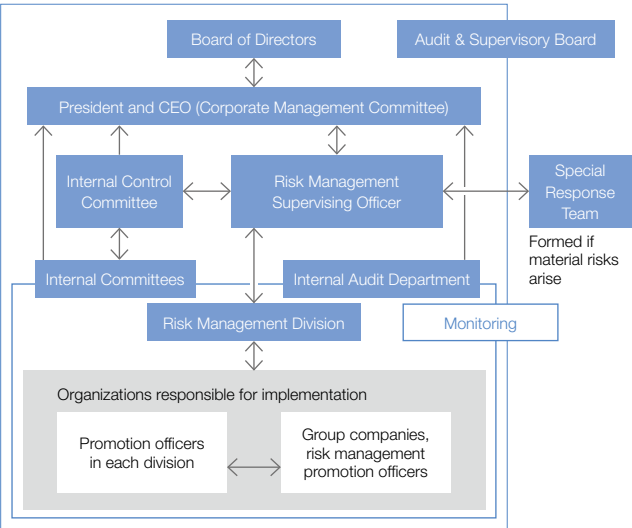 Board of Directors
Audit & Supervisory Board
President and CEO (Corporate Management Committee)
Internal Control
Committee
Risk Management
Supervising Officer
Special
Response
Team
Formed if
material risks
arise
Internal Committees
Internal Audit Department
Risk Management Division
Monitoring
Organizations responsible for implementation
Promotion officers
in each division
Group companies,
risk management
promotion officers